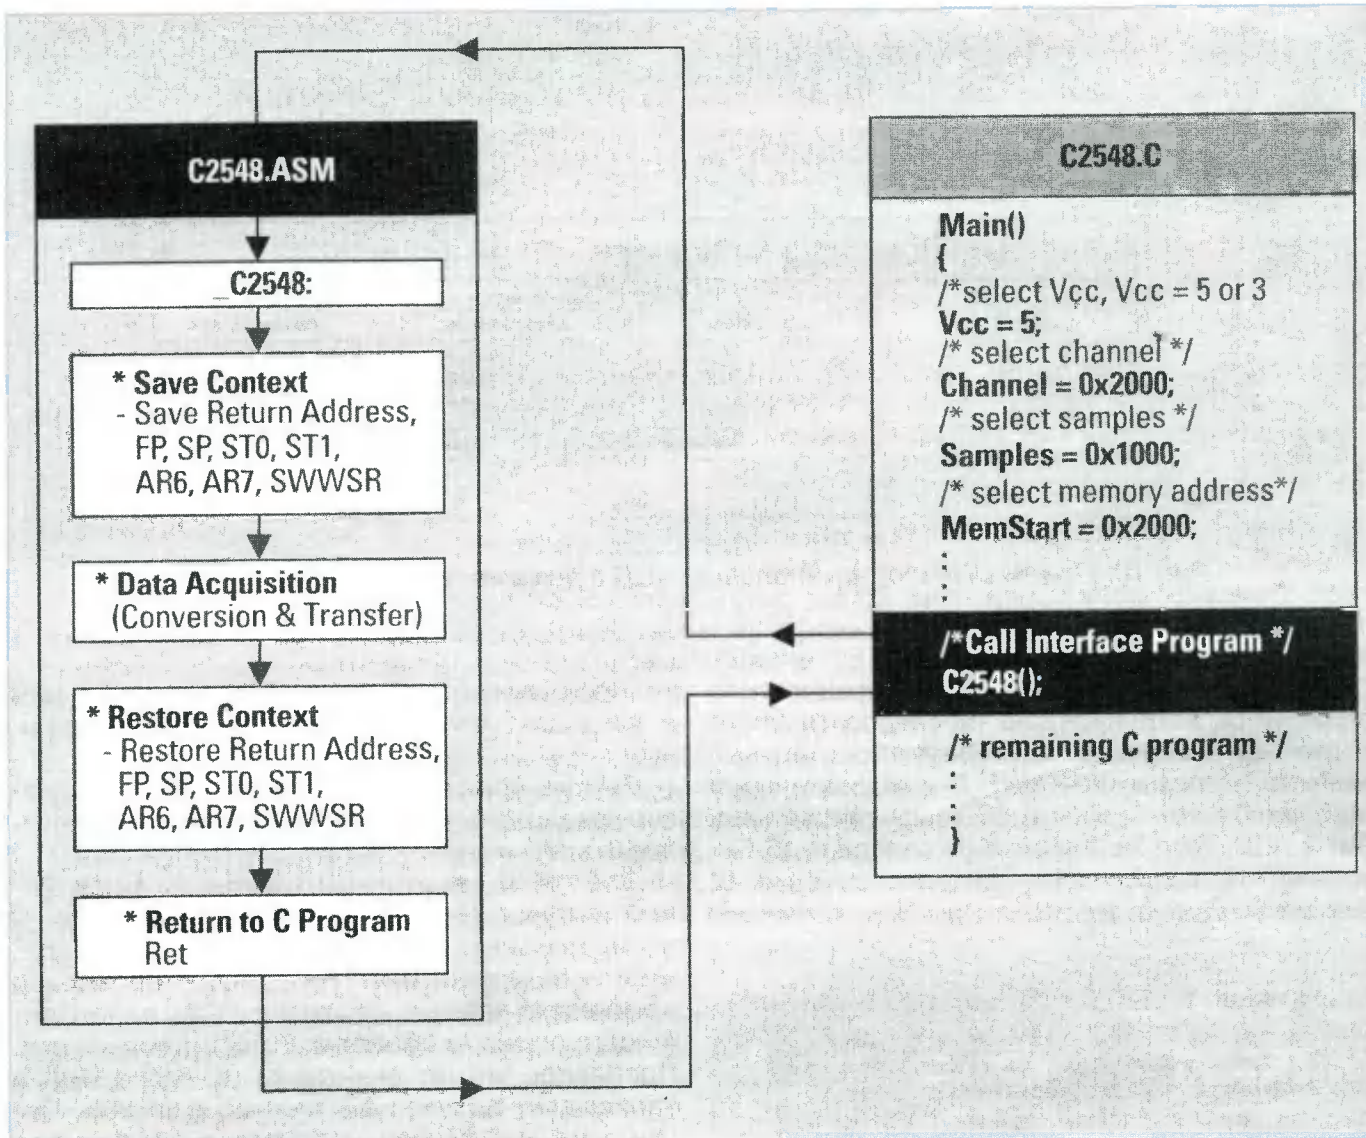 C2548.ASM
_C2548:
* Save Context
- Save Return Address,
FP, SP, ST0, ST1,
AR6, AR7, SWWSR
* Data Acquisition
(Conversion & Transfer)
* Restore Context
- Restore Return Address,
FP, SP, ST0, ST1,
AR6, AR7, SWWSR
* Return to C Program
Ret
C2548.C
Main()
{
/*select Vcc, Vcc = 5 or 3
Vcc = 5;
/* select channel */
Channel = 0x2000;
/* select samples */
Samples = 0x1000;
/* select memory address*/
MemStart = 0x2000;
:
:
/*Call Interface Program */
C2548();
/* remaining C program */
:
:
}